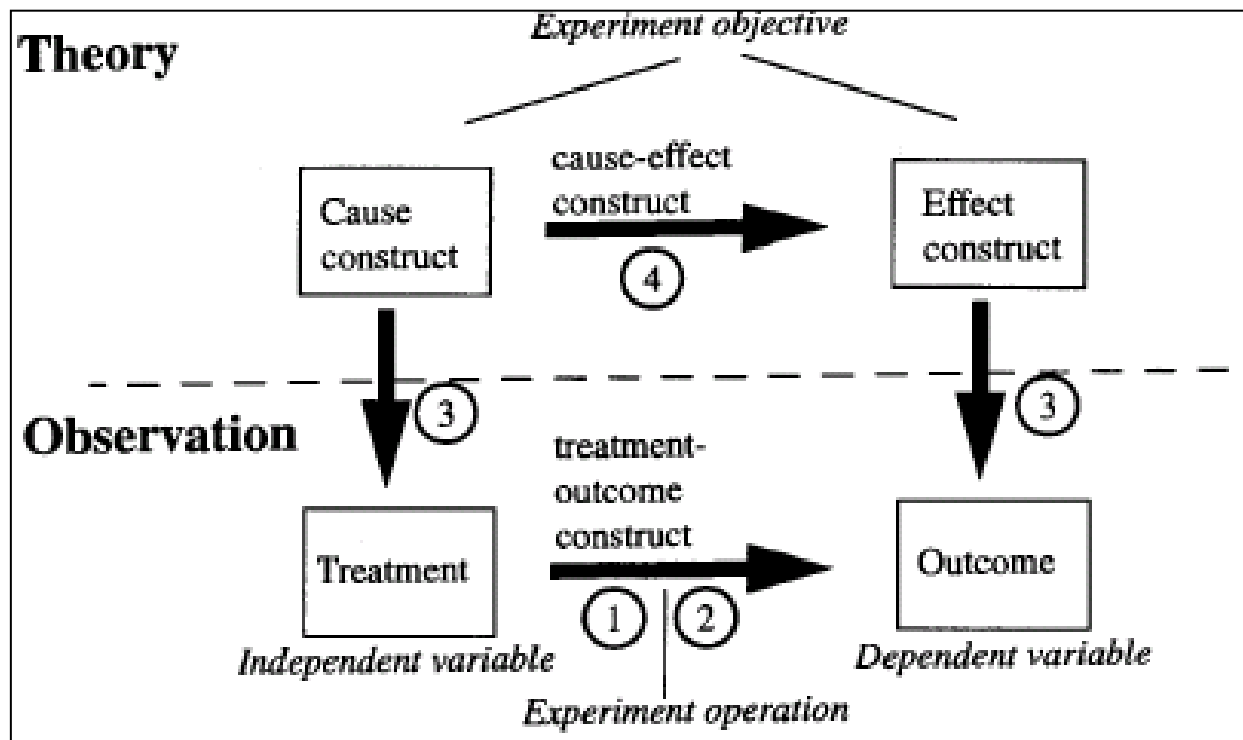 Experiment objective
Theory
cause-effect
construct
Cause
construct
Effect
construct
4
3
3
Observation
treatment-
outcome
construct
Treatment
Outcome
1
2
Independent variable
Dependent variable
Experiment operation